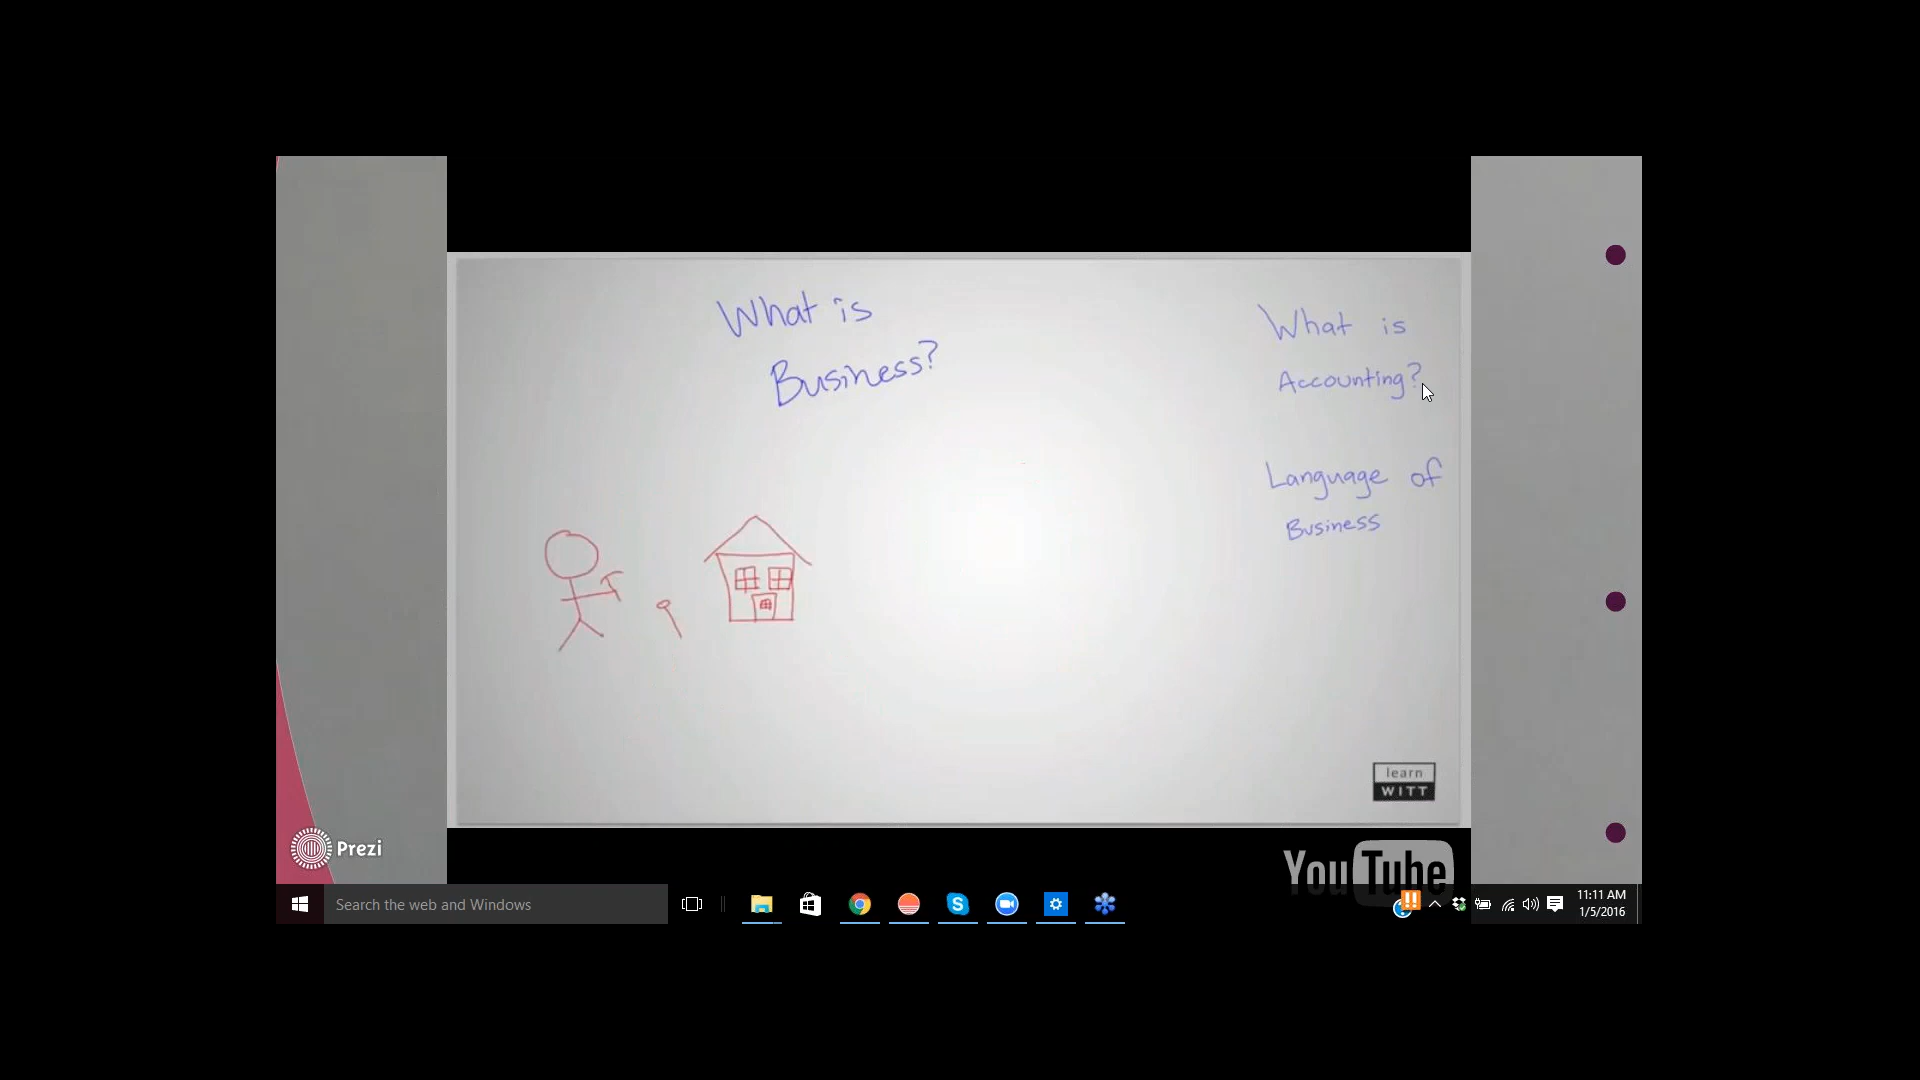 What is
Business?
What is
Accounting?
Language of
Business
learn
WITT
Prezi
YouTube
Search the web and Windows
11:11 AM
1/5/2016